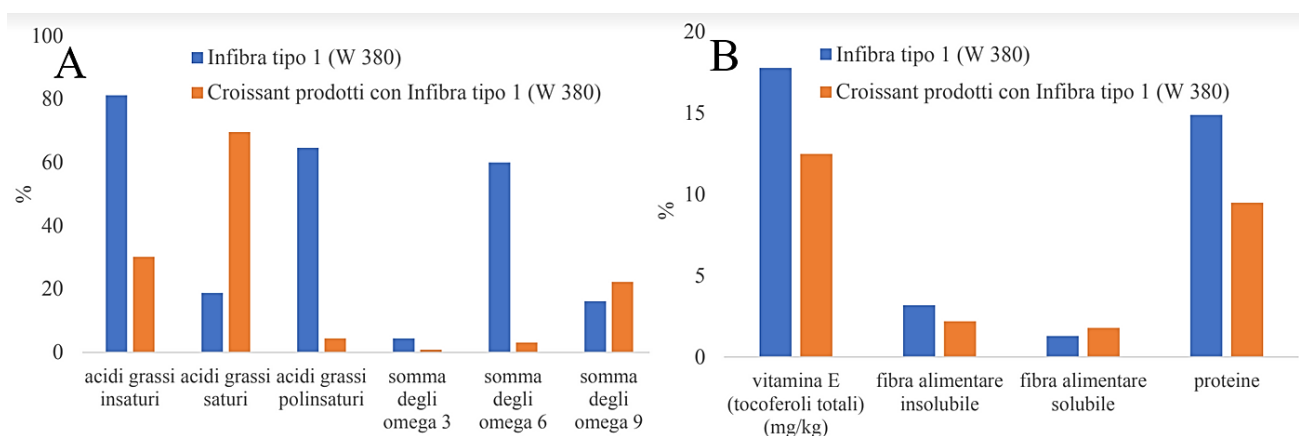 A
Infibra tipo 1 (W 380)
Croissant prodotti con Infibra tipo 1 (W 380)
100
80
60
40
20
0
%
acidi grassi
insaturi
acidi grassi
saturi
acidi grassi
polinsaturi
somma
degli
omega 3
somma
degli
omega 6
somma
degli
omega 9
B
Infibra tipo 1 (W 380)
Croissant prodotti con Infibra tipo 1 (W 380)
20
15
10
5
0
%
vitamina E
(tocoferoli totali)
(mg/kg)
fibra alimentare
insolubile
fibra alimentare
solubile
proteine